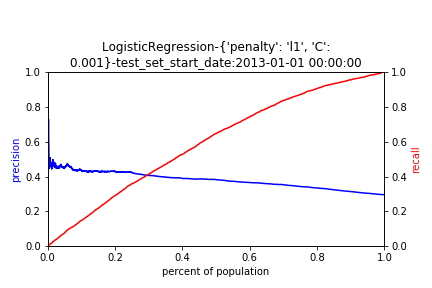 LogisticRegression-{'penalty': 'l1', 'C':
0.001}-test_set_start_date:2013-01-01 00:00:00
1.0
0.8
0.6
0.4
0.2
0.0
precision
1.0
0.8
0.6
0.4
0.2
0.0
recall
0.0 0.2 0.4 0.6 0.8 1.0
percent of population